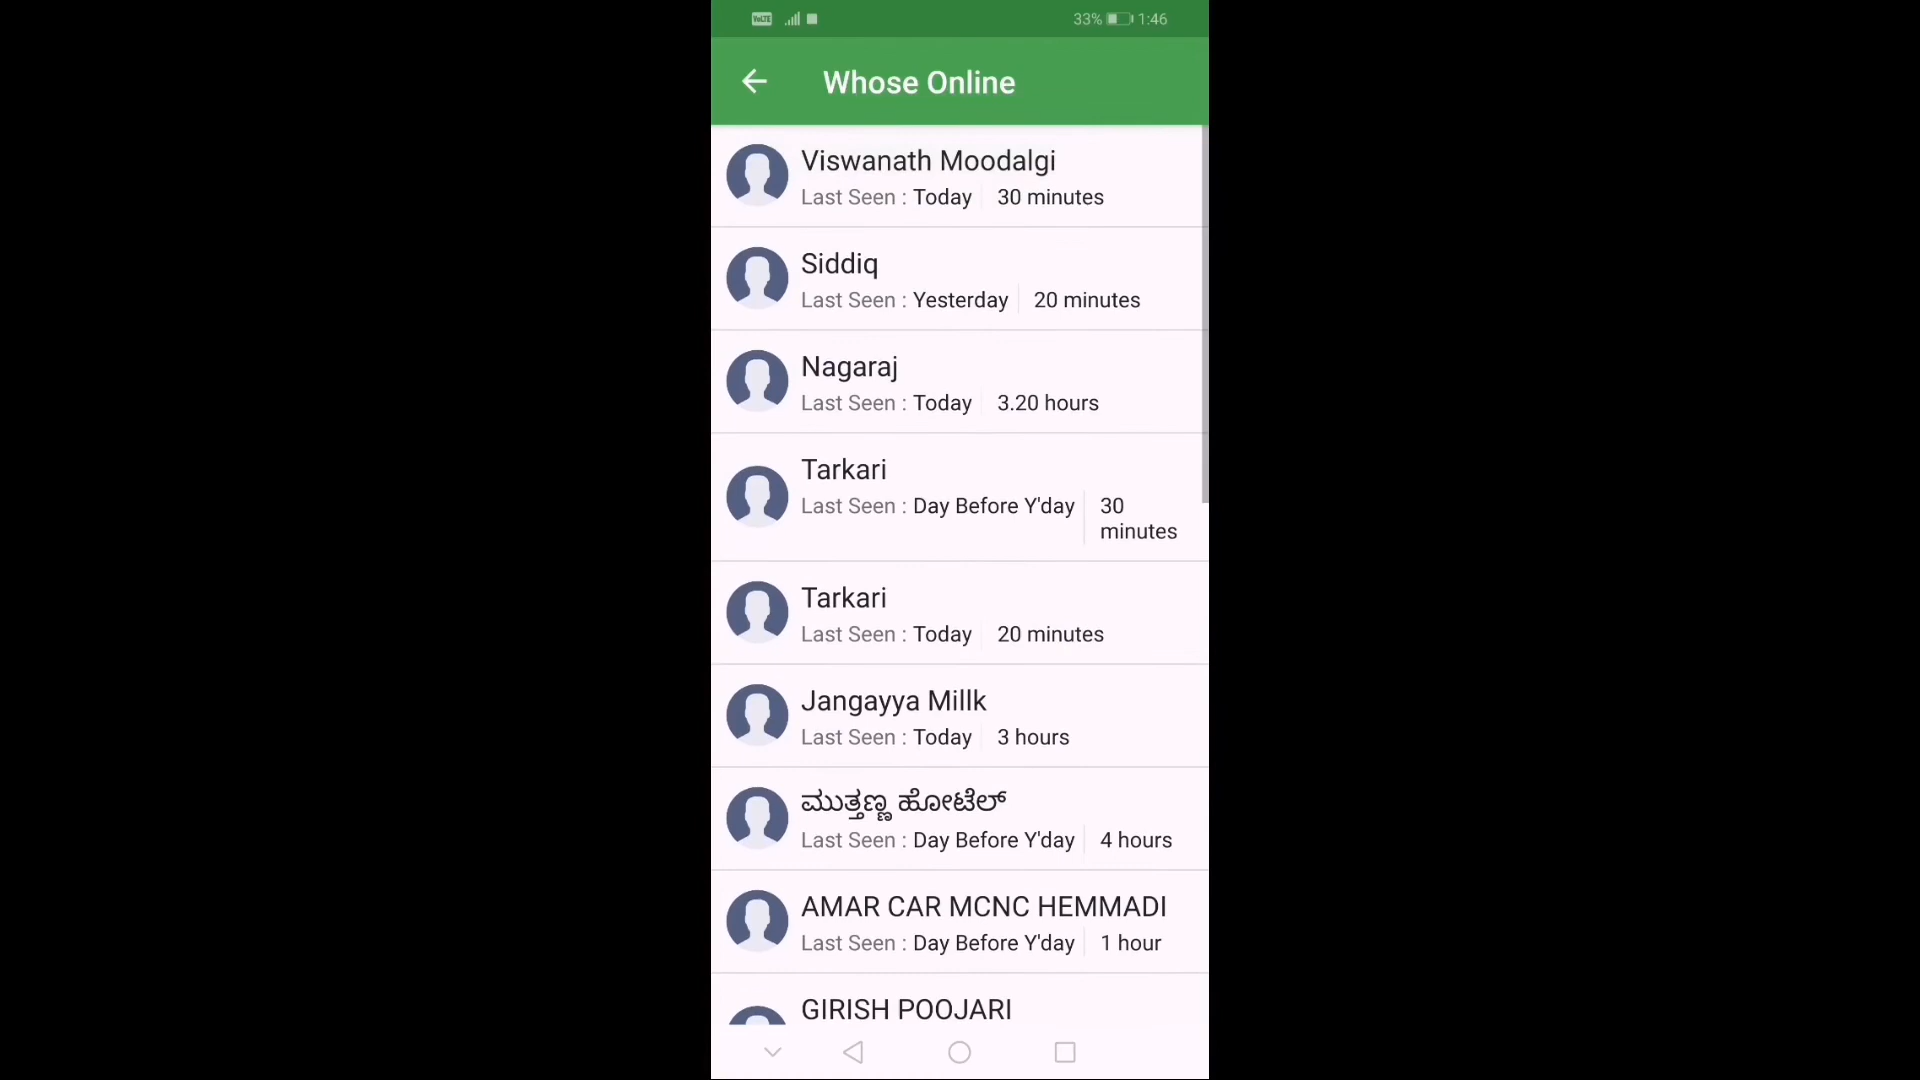 VoLTE 33% 1:46
Whose Online
Viswanath Moodalgi
Last Seen : Today 30 minutes
Siddiq
Last Seen : Yesterday 20 minutes
Nagaraj
Last Seen : Today 3.20 hours
Tarkari
Last Seen : Day Before Y'day 30
minutes
Tarkari
Last Seen : Today 20 minutes
Jangayya Millk
Last Seen : Today 3 hours
ಮುತ್ತಣ್ಣ ಹೋಟೆಲ್
Last Seen : Day Before Y'day 4 hours
AMAR CAR MCNC HEMMADI
Last Seen : Day Before Y'day 1 hour
GIRISH POOJARI